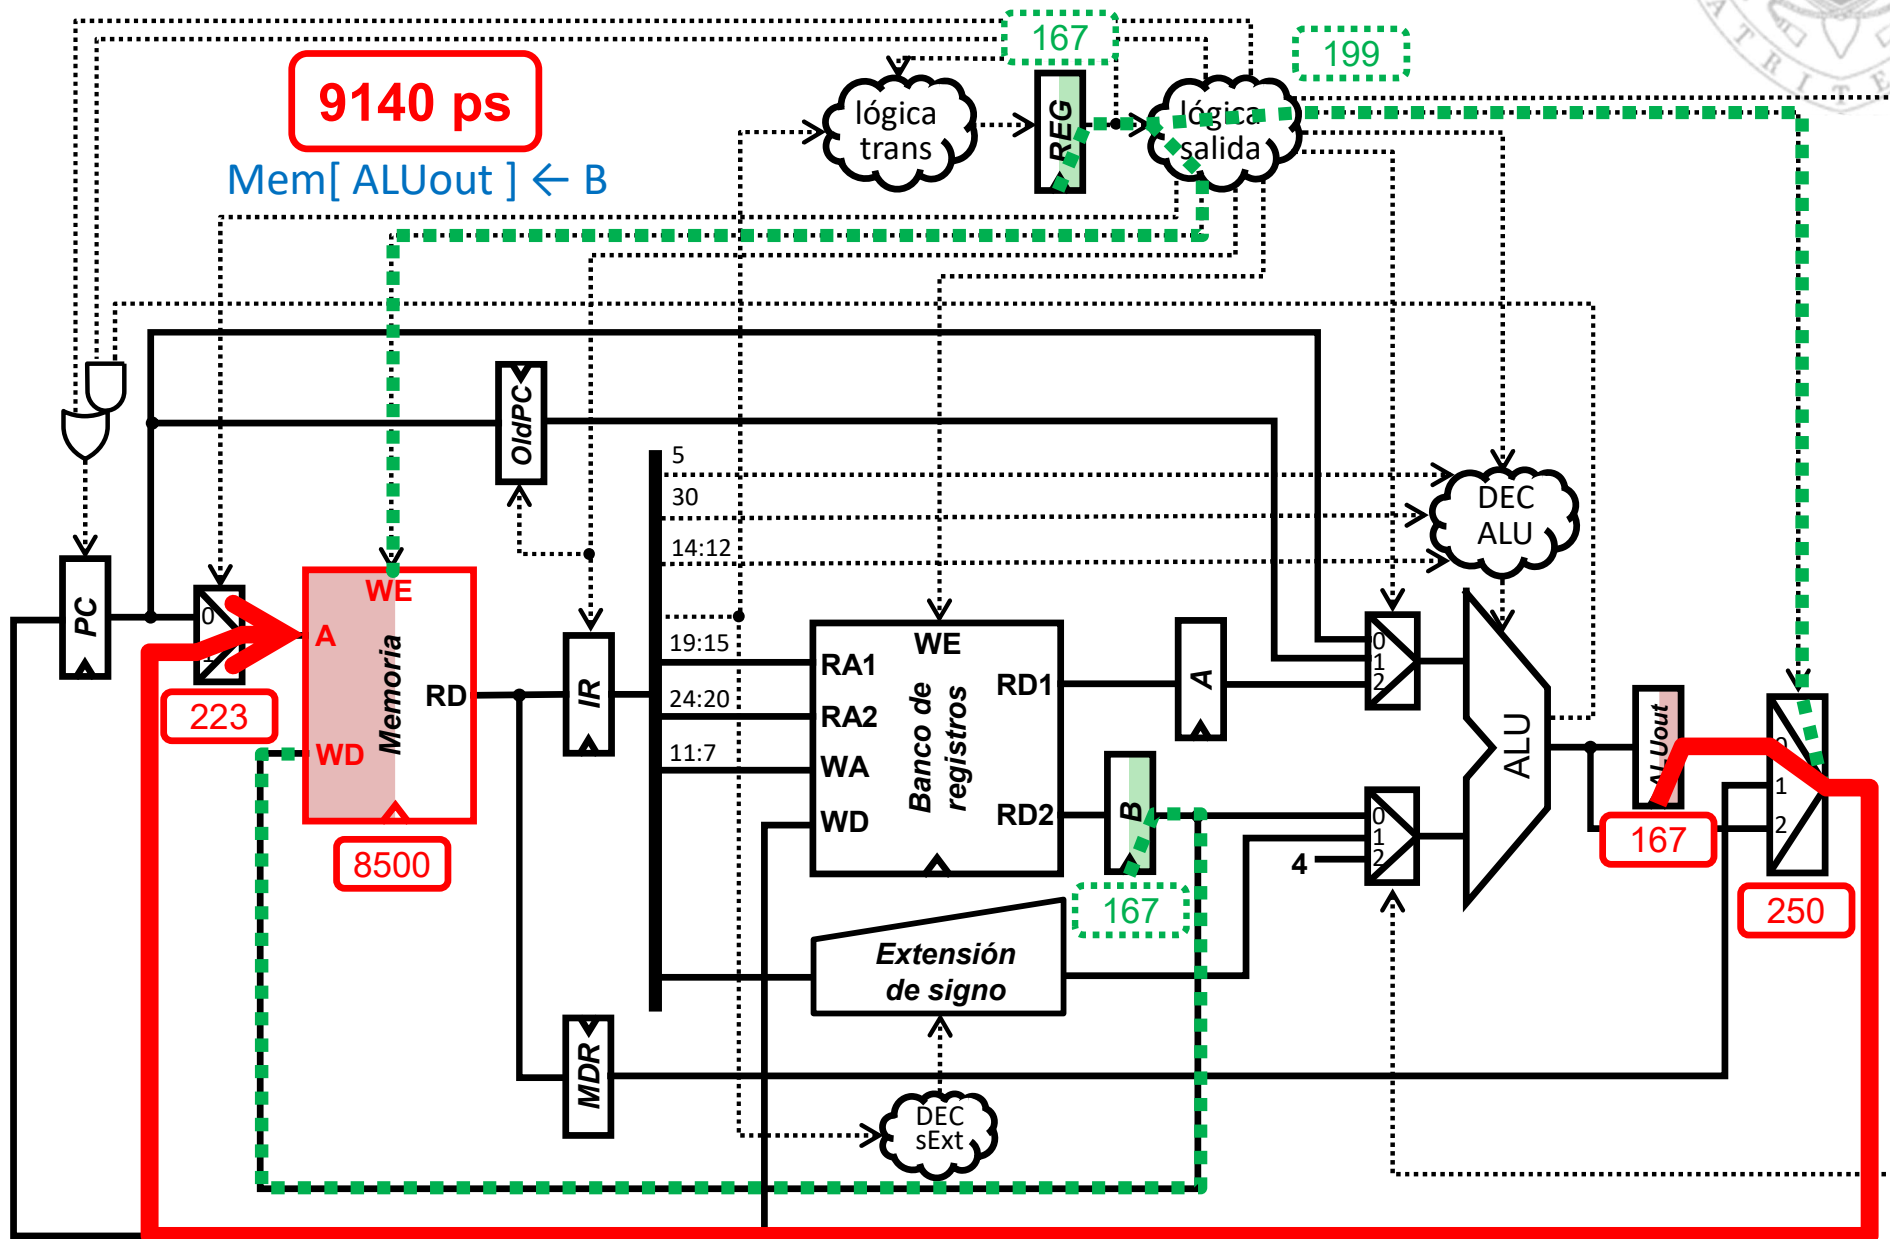 167
199
9140 ps
lógica
trans
REG
lógica
salida
Mem[ ALUout ] ← B
OldPC
5
30
14:12
DEC
ALU
PC
0
1
223
WE
A
Memoria
RD
WD
8500
IR
19:15
24:20
11:7
WE
RA1
RA2
WA
WD
Banco de
registros
RD1
RD2
A
B
167
0
1
2
0
1
2
4
ALU
ALUout
167
0
1
2
250
Extensión
de signo
MDR
DEC
sExt
A T R I T E